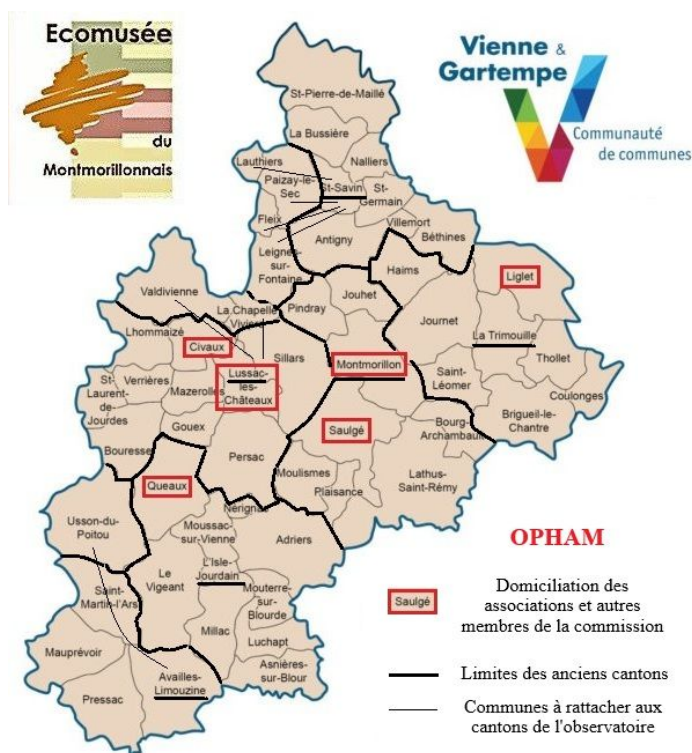 Ecomusée
du
Montmorillonnais
Vienne &
Gartempe
Communauté
de communes
St-Pierre-de-Maillé
La Bussière
Lauthiers
Nalliers
Paizay-le-
Sec
St-Savin
St-
Germain
Fleix
Villemort
Béthines
Leignes-
sur-
Fontaine
Antigny
Haims
Liglet
Valdivienne
Jouhet
La Chapelle
Viviers
Pindray
Journet
La Trimouille
Lhommaizé
Civaux
Sillars
Montmorillon
Thollet
Lussac-
les-
Châteaux
Saint-
Léomer
Coulonges
St-
Laurent-
de-
Jourdes
Verrières
Mazerolles
Brigueil-le-
Chantre
Gouex
Saulgé
Bourg-
Archambault
Bouresse
Persac
Moulismes
Lathus-
Saint-Rémy
Queaux
Plaisance
Nérignac
Usson-du-
Poitou
Moussac-
sur-Vienne
Adriers
L'Isle-
Jourdain
Le
Vigeant
Saint-
Martin-l'Ars
Mouterre-
sur-
Blourde
Millac
Luchapt
Mauprévoir
Availles-
Limouzine
Asnières-
sur-Blour
Pressac
OPHAM
Saulgé
Domiciliation des
associations et autres
membres de la commission
Limites des anciens cantons
Communes à rattacher aux
cantons de l'observatoire